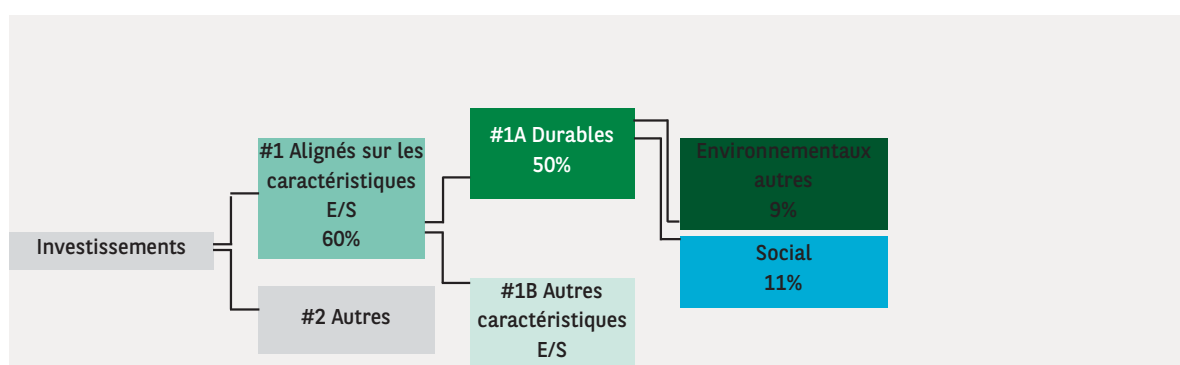 Investissements
#1 Alignés sur les
caractéristiques
E/S
60%
#2 Autres
#1A Durables
50%
#1B Autres
caractéristiques
E/S
Environnementaux
autres
9%
Social
11%